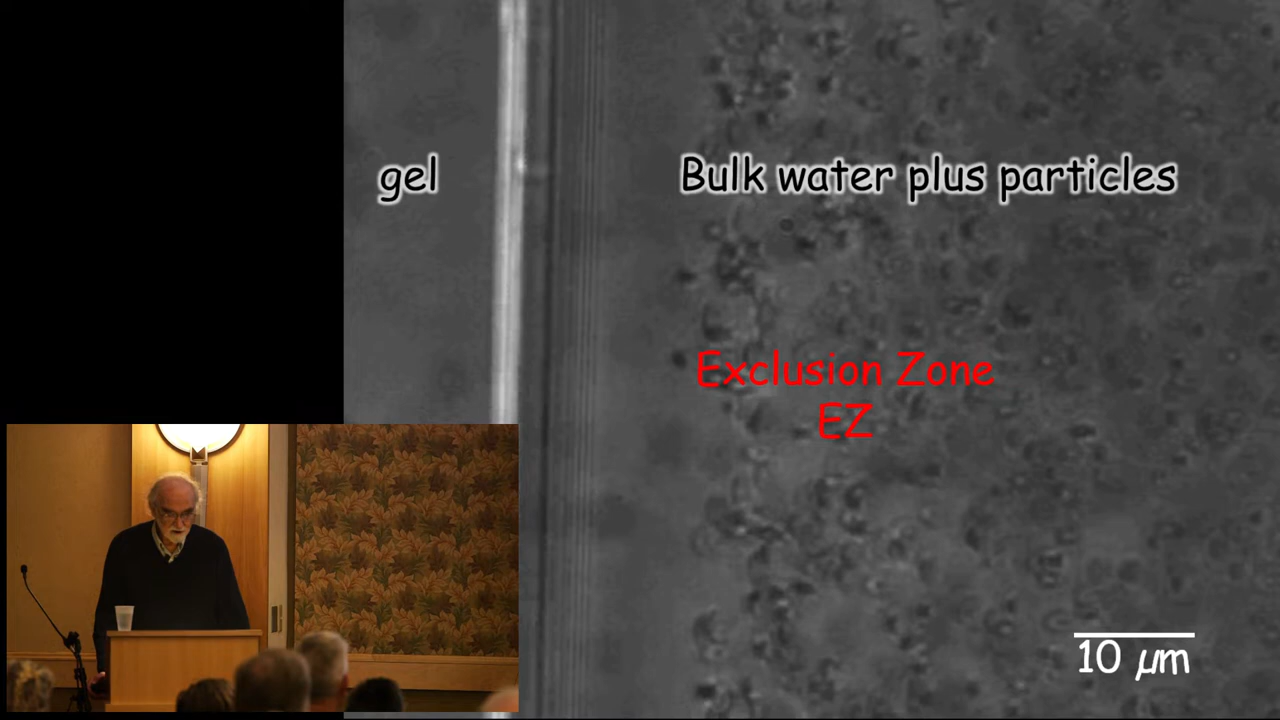 gel
Bulk water plus particles
Exclusion Zone
EZ
10 µm